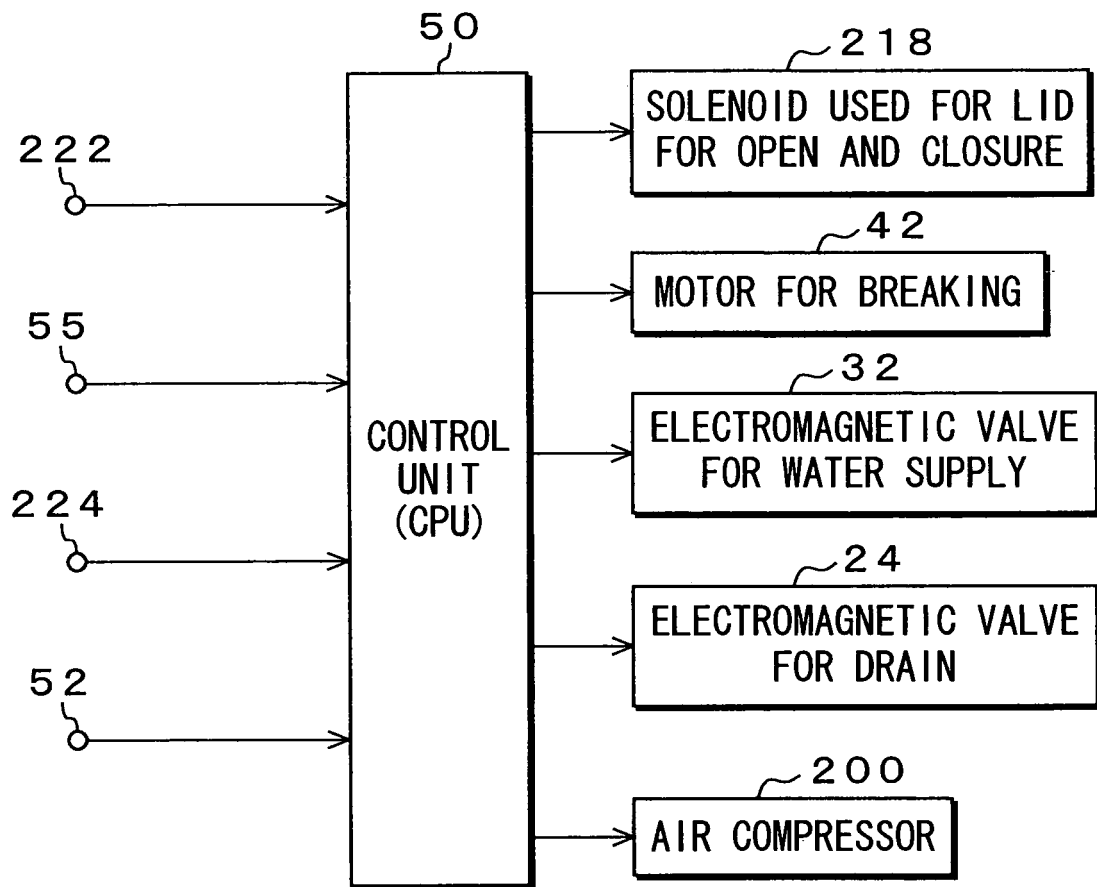 50
222
55
224
52
CONTROL
UNIT
(CPU)
218
SOLENOID USED FOR LID
FOR OPEN AND CLOSURE
42
MOTOR FOR BREAKING
32
ELECTROMAGNETIC VALVE
FOR WATER SUPPLY
24
ELECTROMAGNETIC VALVE
FOR DRAIN
200
AIR COMPRESSOR